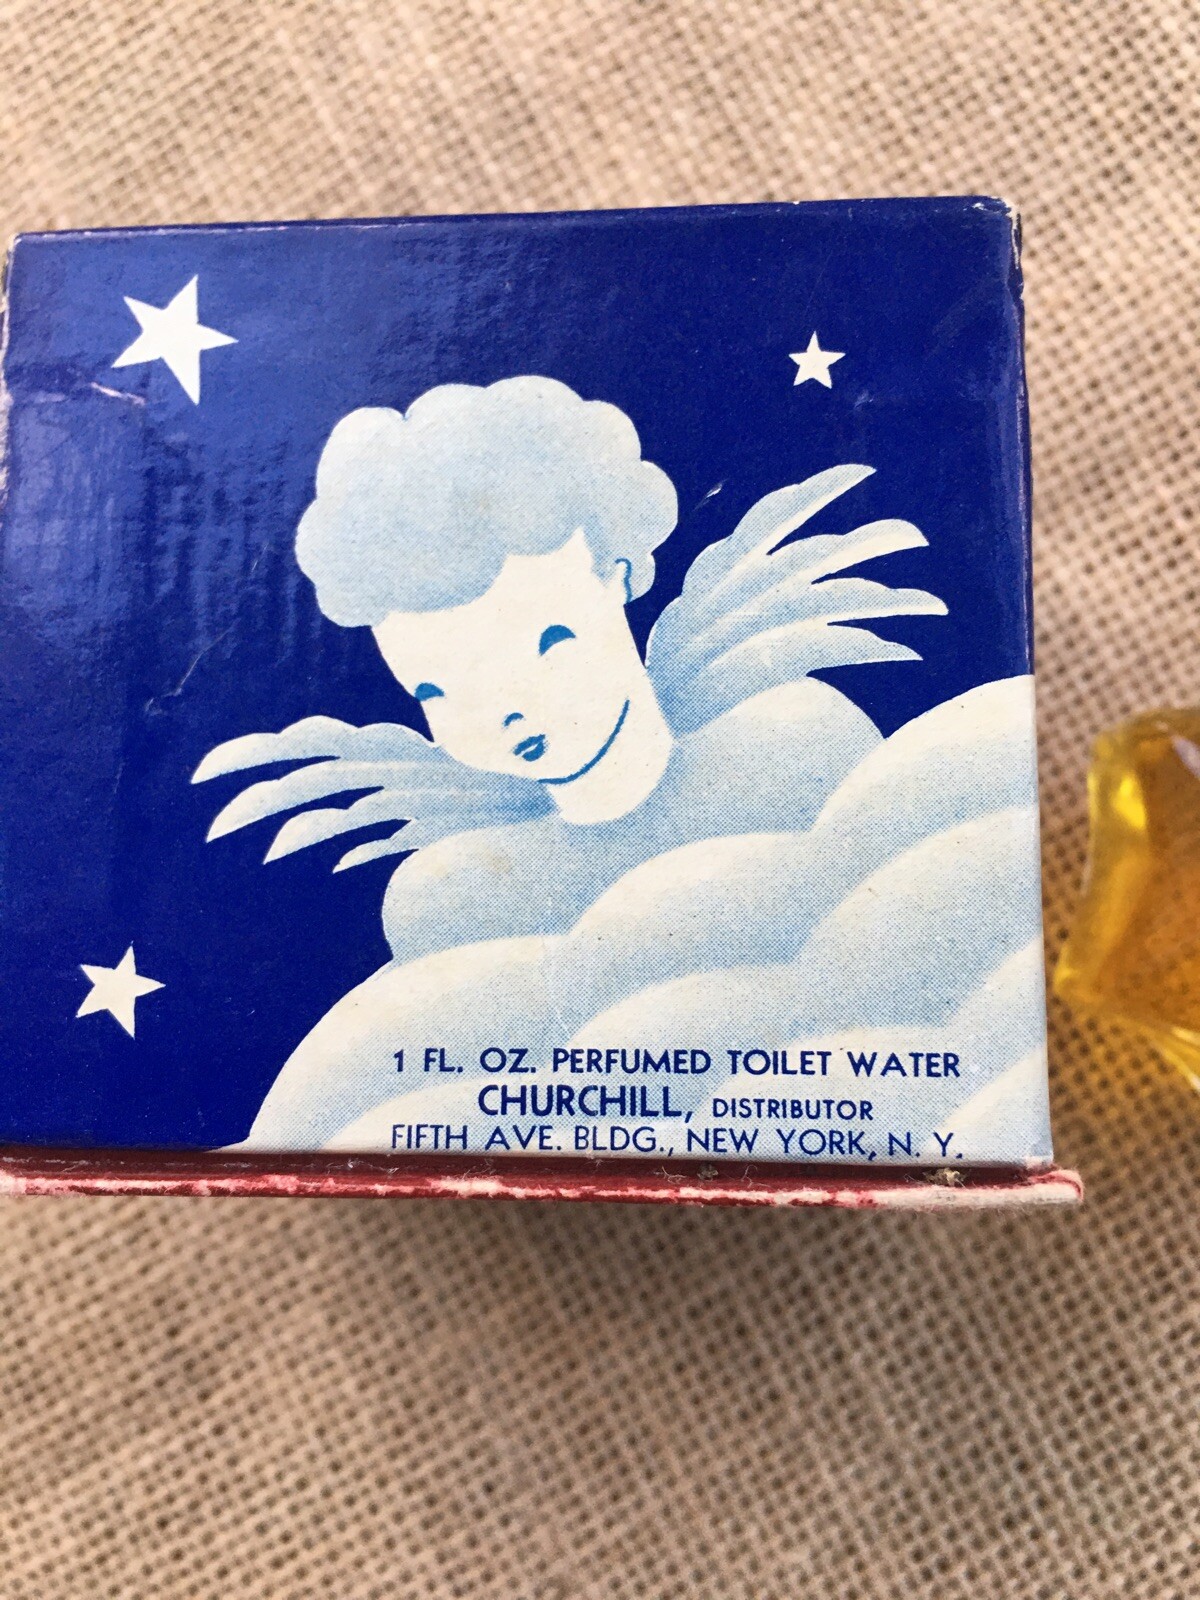 1 FL. OZ. PERFUMED TOILET WATER
CHURCHILL, DISTRIBUTOR
FIFTH AVE. BLDG., NEW YORK, N. Y.